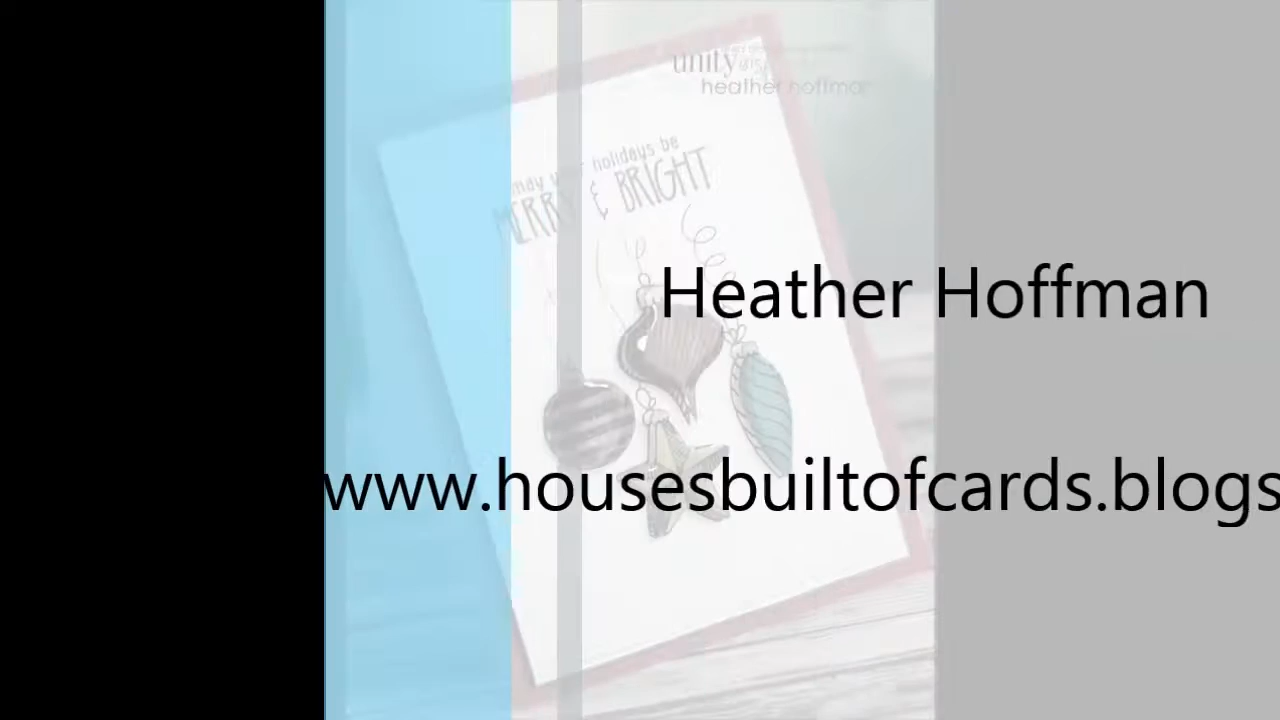 unity
heather hoffman
may your holidays be
MERRY & BRIGHT
Heather Hoffman
www.housesbuiltofcards.blogs